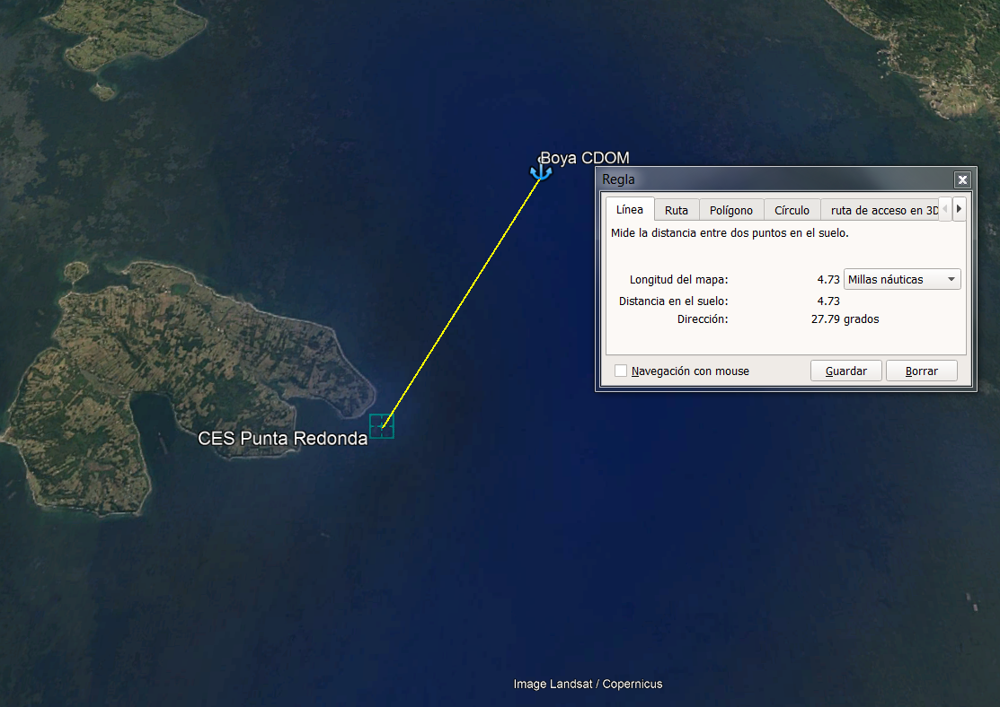 Boya CDOM
Regla
Línea Ruta Polígono Círculo ruta de acceso en 3D
Mide la distancia entre dos puntos en el suelo.
Longitud del mapa: 4.73 Millas náuticas
Distancia en el suelo: 4.73
Dirección: 27.79 grados
Navegación con mouse Guardar Borrar
CES Punta Redonda
Image Landsat / Copernicus